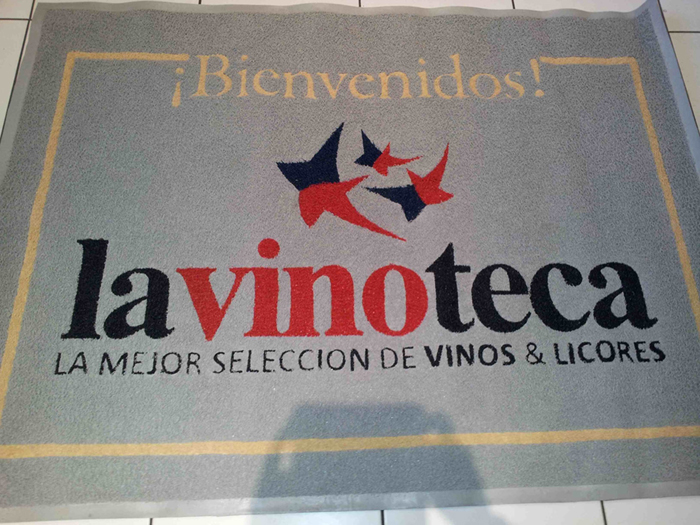 ¡Bienvenidos!
lavinoteca
LA MEJOR SELECCION DE VINOS & LICORES